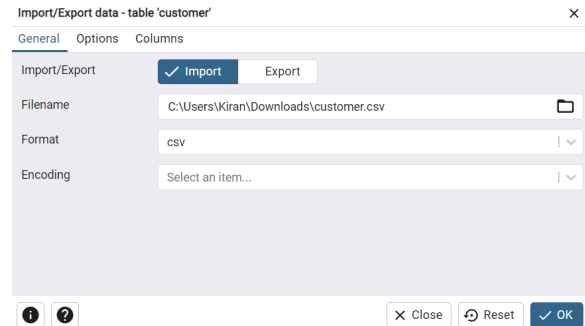 Import/Export data - table 'customer'
General Options Columns
Import/Export Import Export
Filename C:\Users\Kiran\Downloads\customer.csv
Format csv
Encoding Select an item...
Close Reset OK